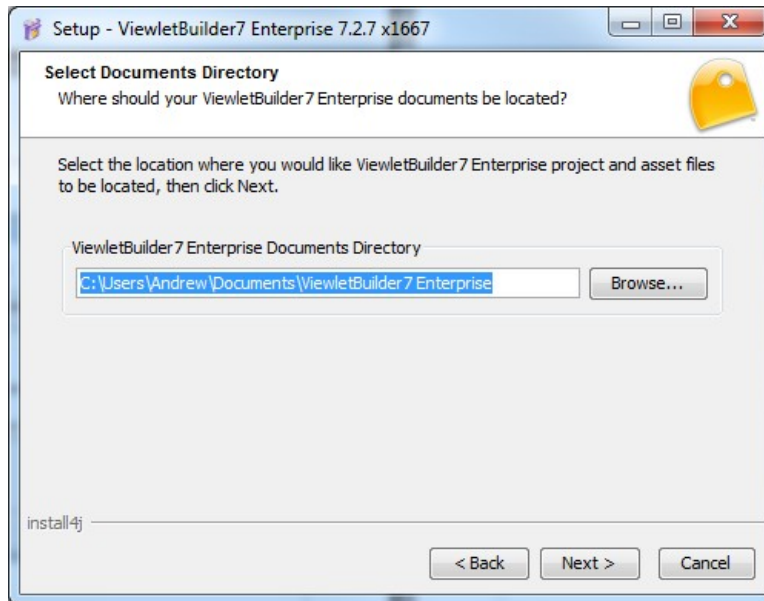 Setup - ViewletBuilder7 Enterprise 7.2.7 x1667
Select Documents Directory
Where should your ViewletBuilder7 Enterprise documents be located?
Select the location where you would like ViewletBuilder7 Enterprise project and asset files
to be located, then click Next.
ViewletBuilder7 Enterprise Documents Directory
C:\Users\Andrew\Documents\ViewletBuilder7 Enterprise
Browse...
install4j
< Back
Next >
Cancel